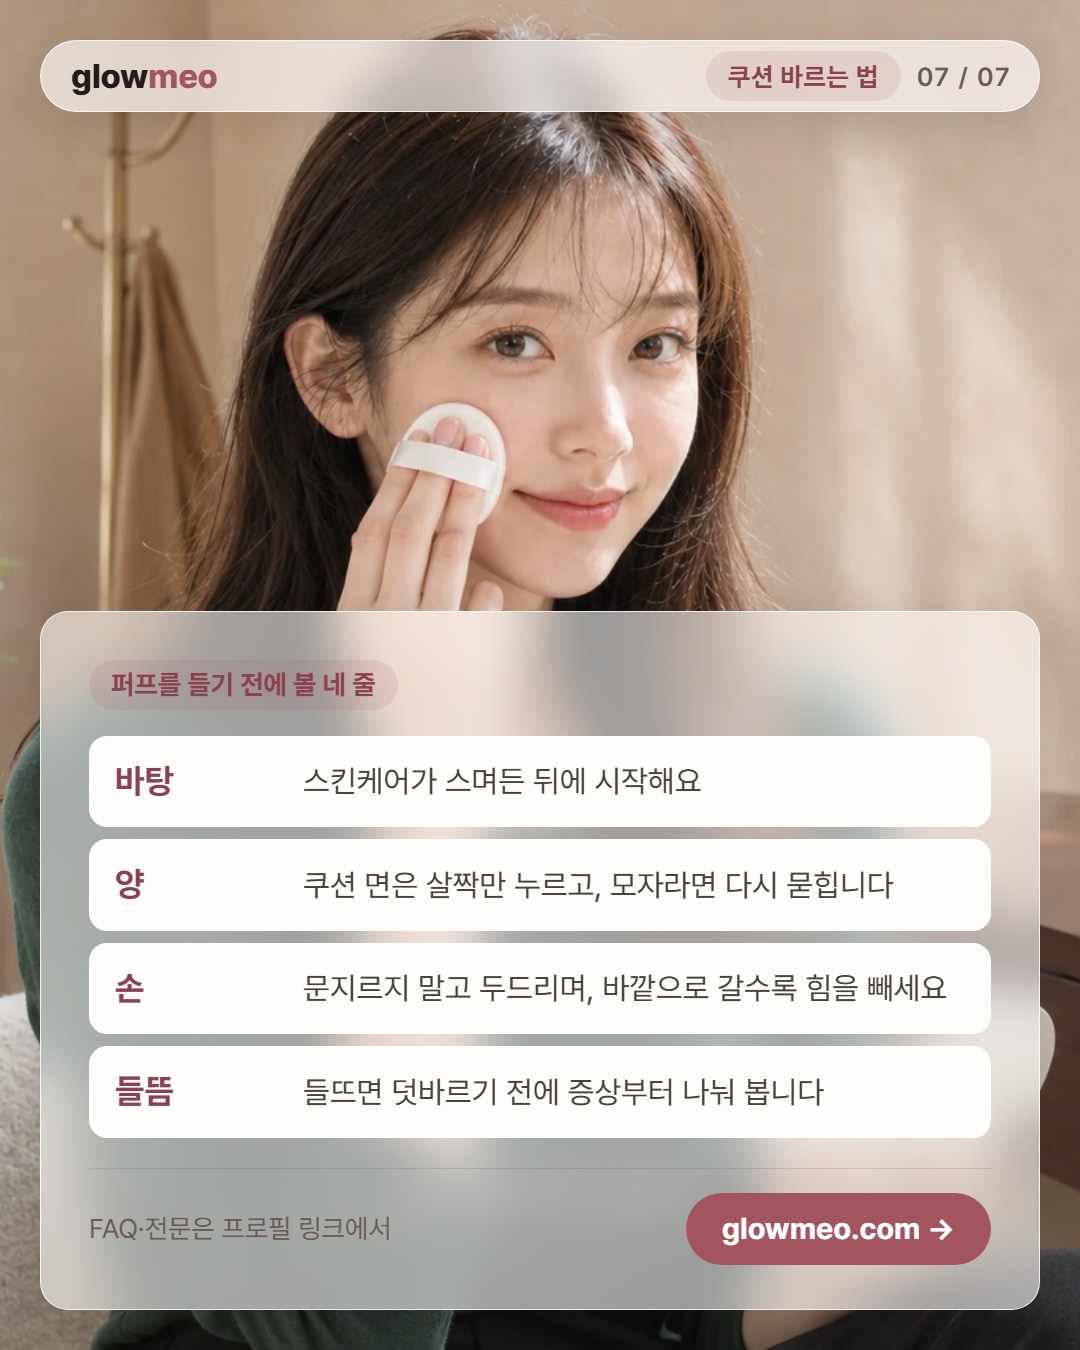 glowmeo
쿠션 바르는 법 07 / 07
퍼프를 들기 전에 볼 네 줄
바탕 스킨케어가 스며든 뒤에 시작해요
양 쿠션 면은 살짝만 누르고, 모자라면 다시 묻힙니다
손 문지르지 말고 두드리며, 바깥으로 갈수록 힘을 빼세요
들뜸 들뜨면 덧바르기 전에 증상부터 나눠 봅니다
FAQ·전문은 프로필 링크에서
glowmeo.com →